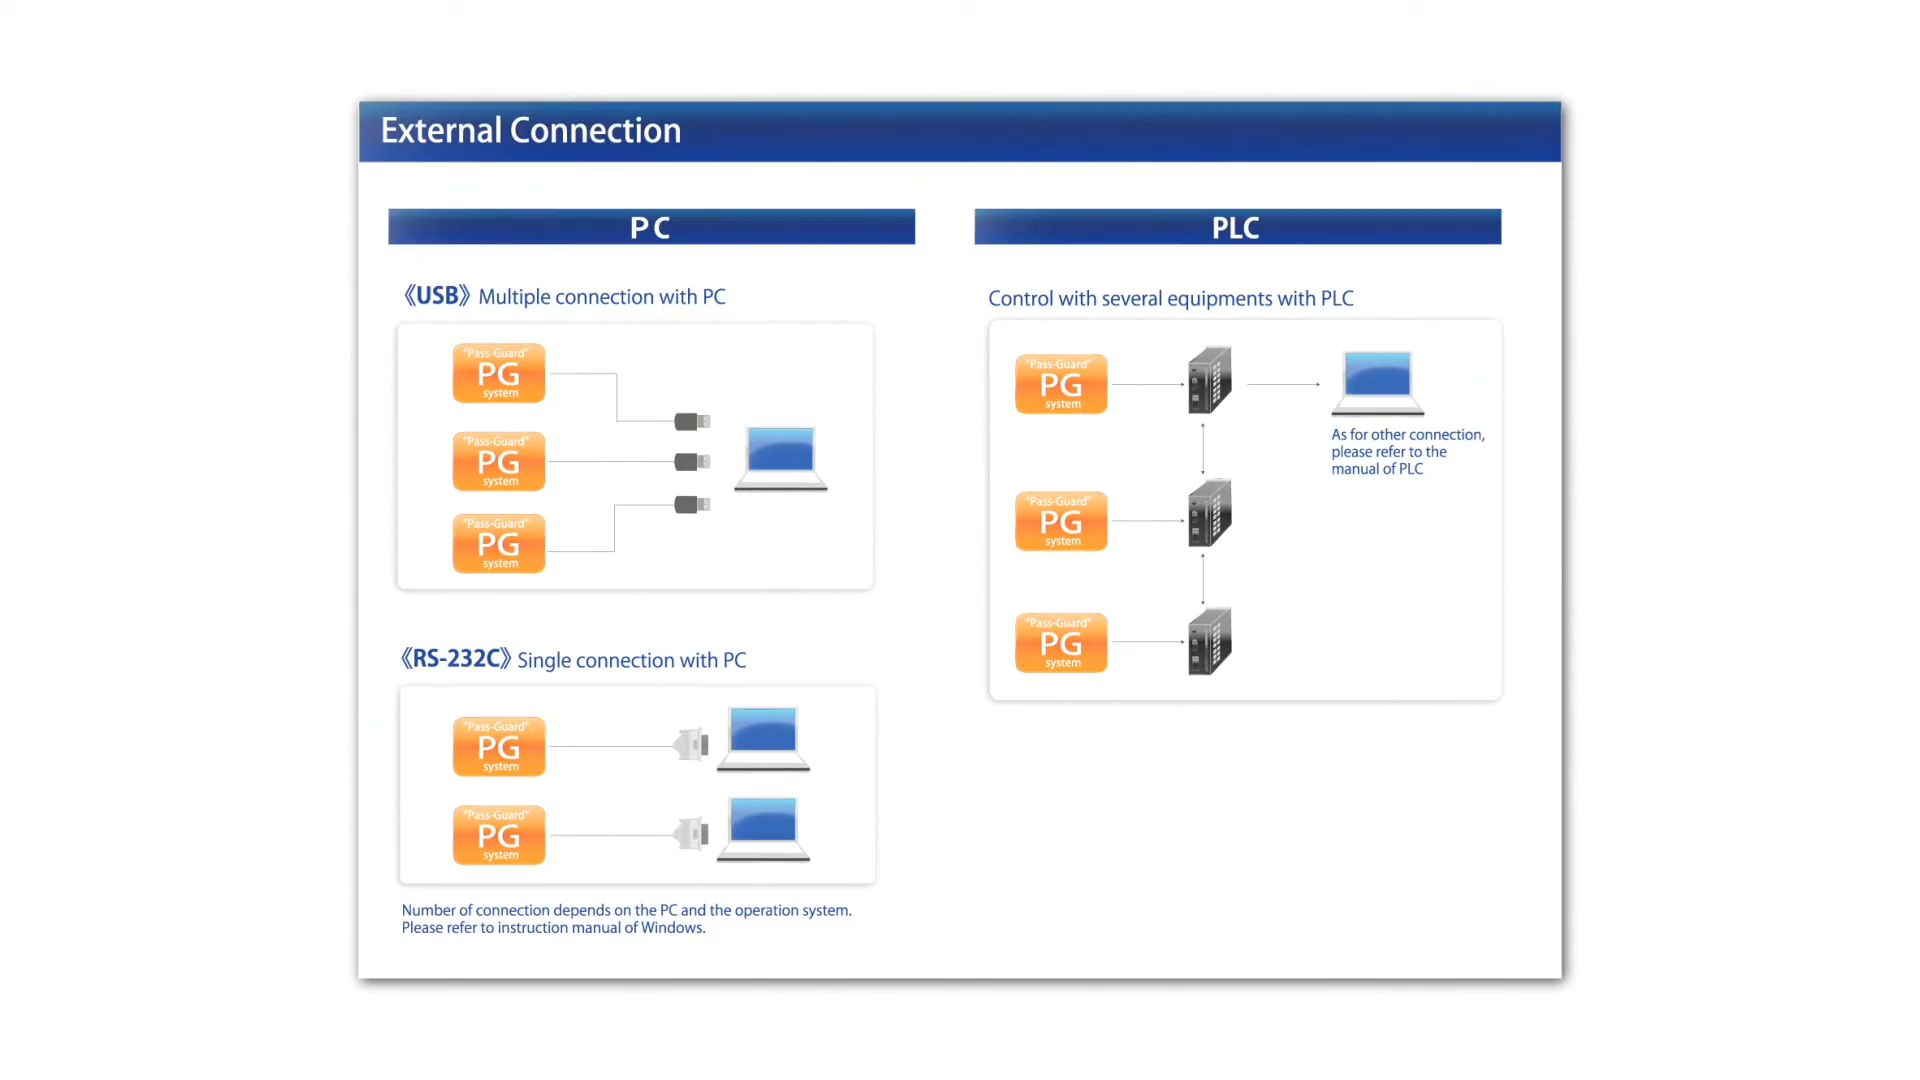 External Connection
PC
《USB》 Multiple connection with PC
"Pass-Guard"
PG
system
"Pass-Guard"
PG
system
"Pass-Guard"
PG
system
《RS-232C》 Single connection with PC
"Pass-Guard"
PG
system
"Pass-Guard"
PG
system
Number of connection depends on the PC and the operation system.
Please refer to instruction manual of Windows.
PLC
Control with several equipments with PLC
"Pass-Guard"
PG
system
As for other connection,
please refer to the
manual of PLC
"Pass-Guard"
PG
system
"Pass-Guard"
PG
system